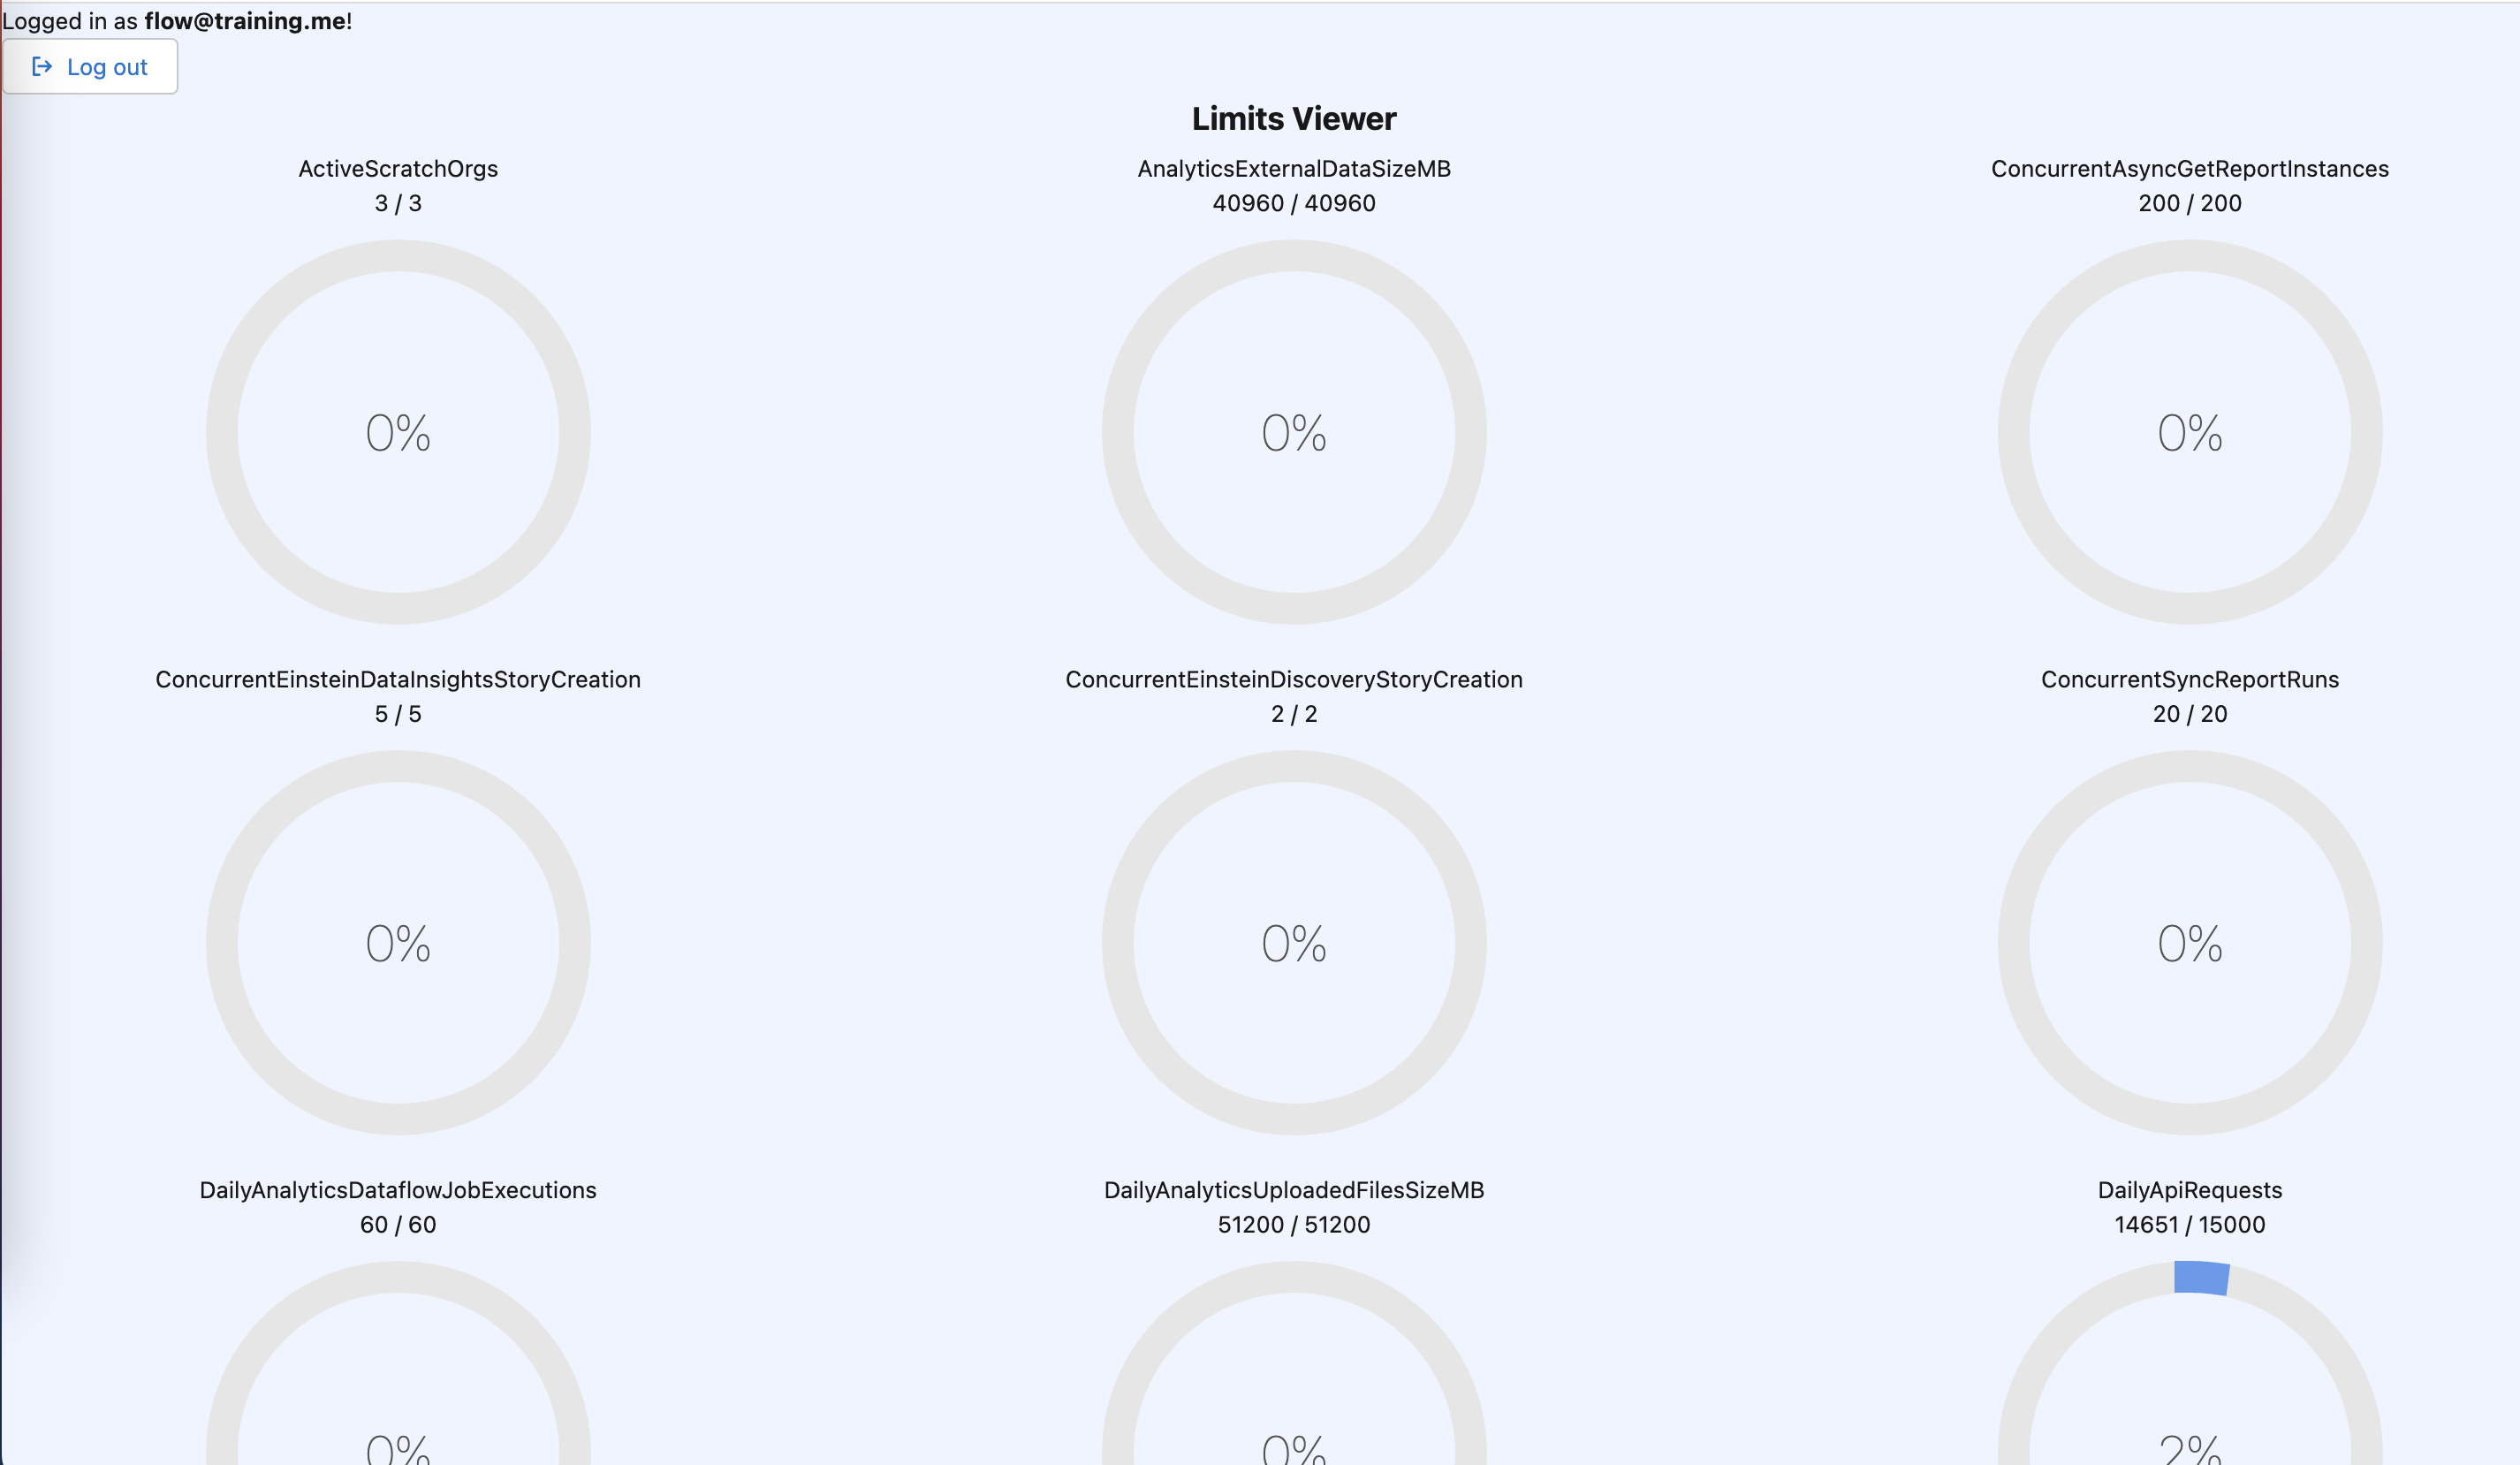 Logged in as flow@training.me!
Log out
Limits Viewer
ActiveScratchOrgs
3 / 3
0%
AnalyticsExternalDataSizeMB
40960 / 40960
0%
ConcurrentAsyncGetReportInstances
200 / 200
0%
ConcurrentEinsteinDataInsightsStoryCreation
5 / 5
0%
ConcurrentEinsteinDiscoveryStoryCreation
2 / 2
0%
ConcurrentSyncReportRuns
20 / 20
0%
DailyAnalyticsDataflowJobExecutions
60 / 60
0%
DailyAnalyticsUploadedFilesSizeMB
51200 / 51200
0%
DailyApiRequests
14651 / 15000
2%